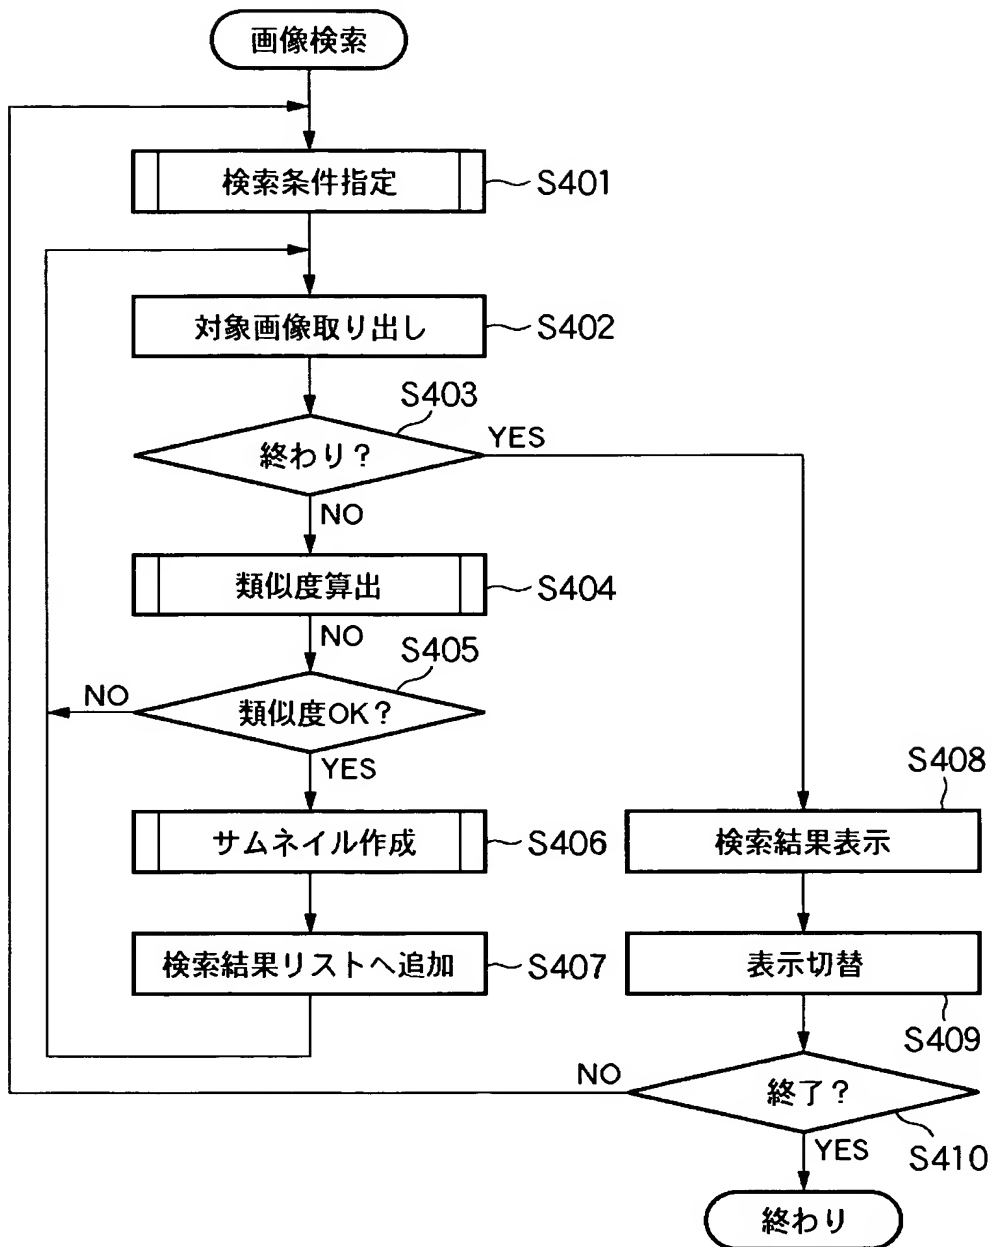 画像検索
検索条件指定
S401
対象画像取り出し
S402
S403
終わり?
YES
NO
類似度算出
S404
NO
S405
NO
類似度OK?
YES
サムネイル作成
S406
検索結果リストへ追加
S407
S408
検索結果表示
表示切替
S409
NO
終了?
YES
S410
終わり